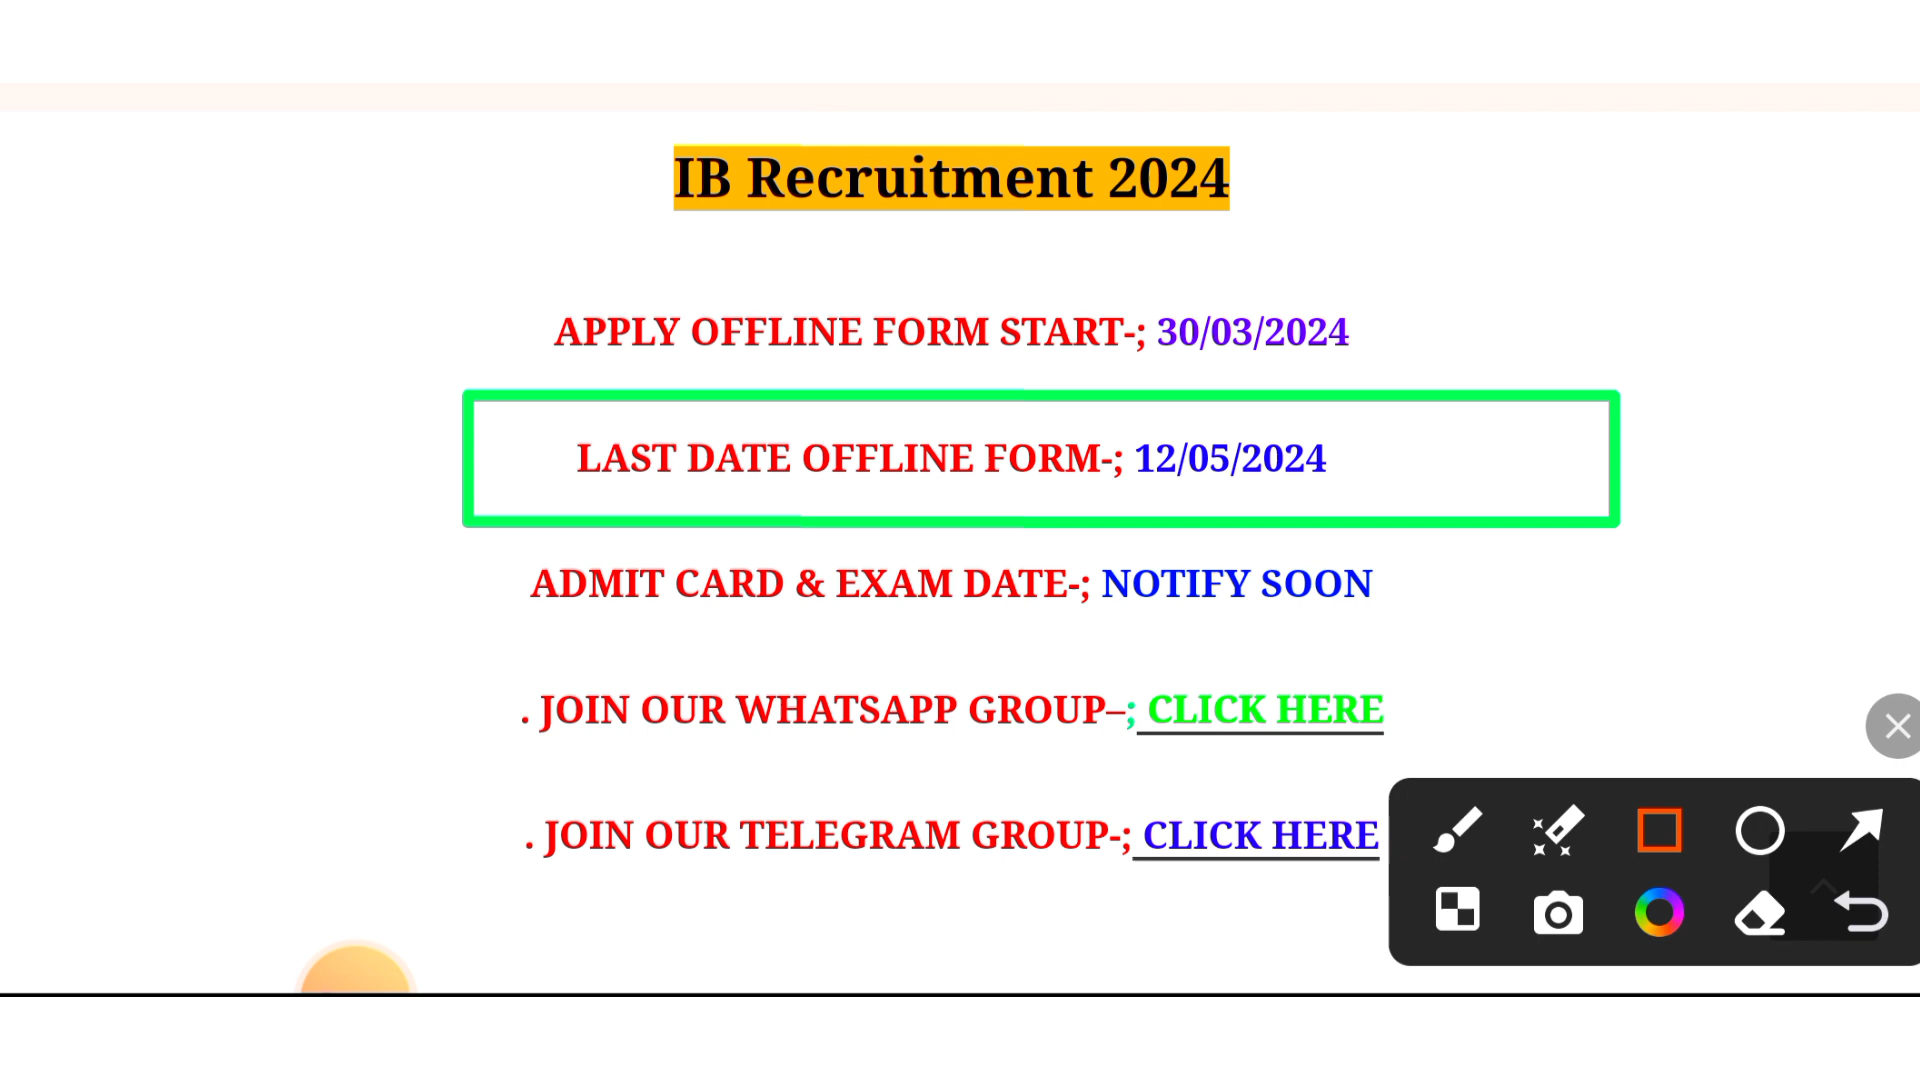 IB Recruitment 2024
APPLY OFFLINE FORM START-; 30/03/2024
LAST DATE OFFLINE FORM-; 12/05/2024
ADMIT CARD & EXAM DATE-; NOTIFY SOON
. JOIN OUR WHATSAPP GROUP–; CLICK HERE
. JOIN OUR TELEGRAM GROUP-; CLICK HERE